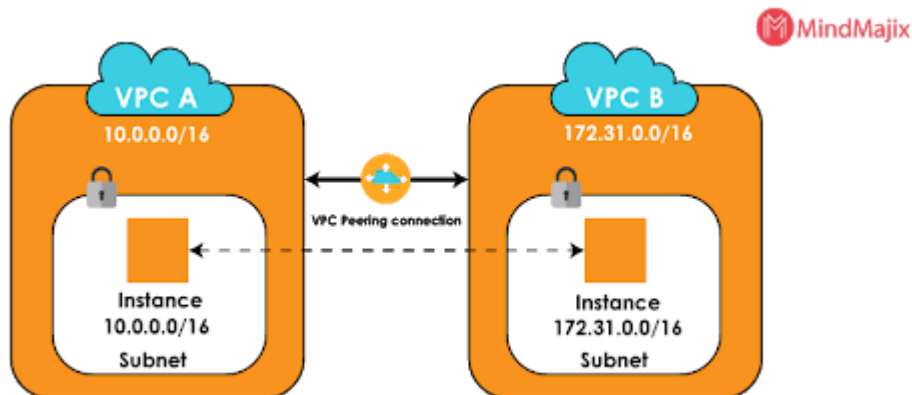 MindMajix
VPC A
10.0.0.0/16
VPC B
172.31.0.0/16
VPC Peering connection
Instance
10.0.0.0/16
Subnet
Instance
172.31.0.0/16
Subnet